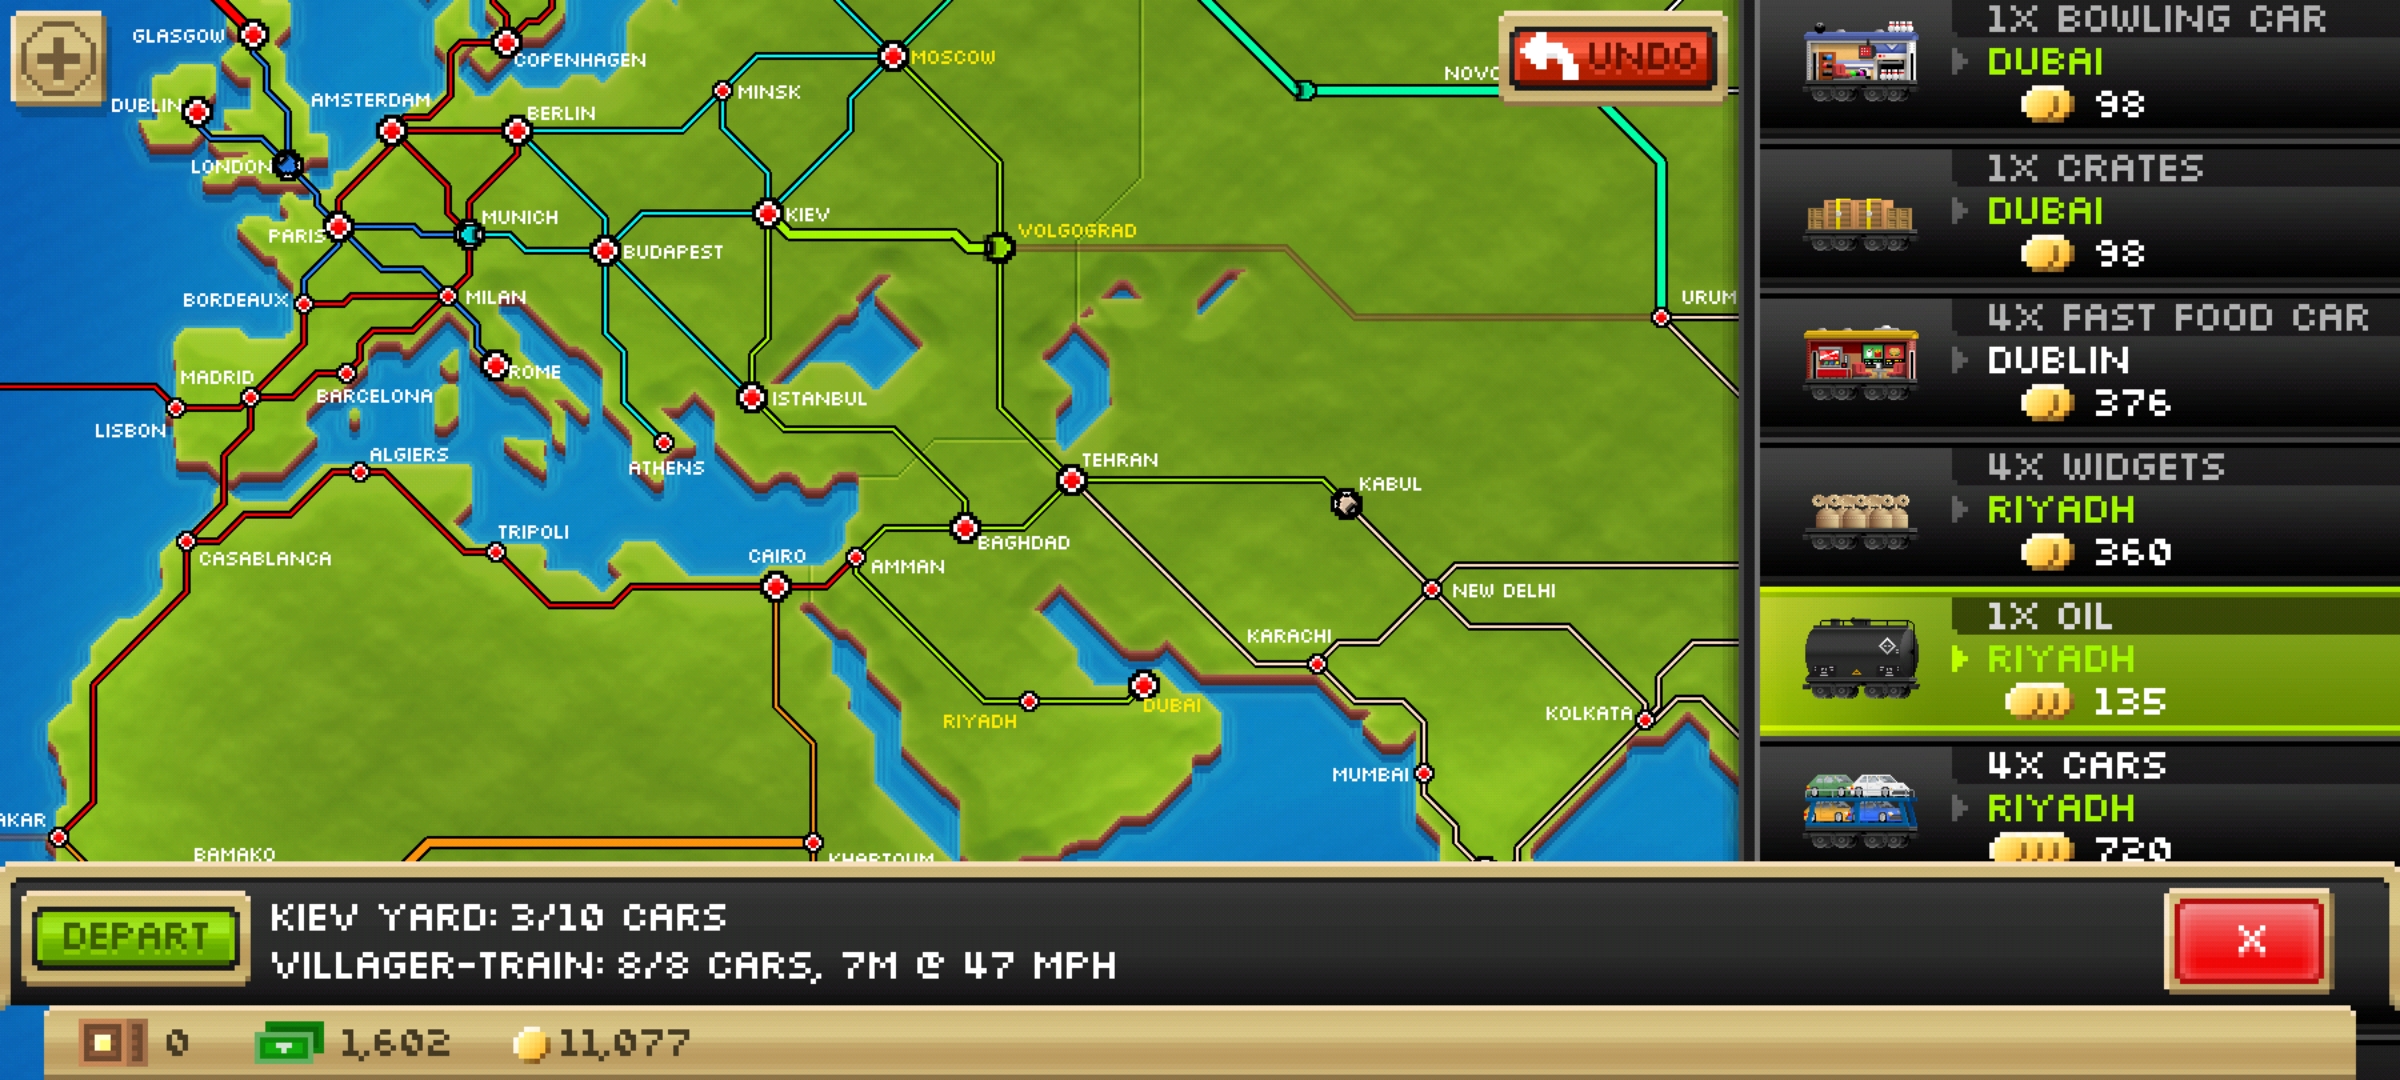 GLASGOW
COPENHAGEN
MOSCOW
UNDO
NOVO
DUBLIN
AMSTERDAM
BERLIN
MINSK
LONDON
PARIS
MUNICH
BUDAPEST
KIEV
VOLGOGRAD
BORDEAUX
MILAN
URUM
MADRID
BARCELONA
ROME
ISTANBUL
LISBON
ALGIERS
ATHENS
TEHRAN
KABUL
CASABLANCA
TRIPOLI
CAIRO
AMMAN
BAGHDAD
NEW DELHI
KARACHI
RIYADH
DUBAI
KOLKATA
MUMBAI
AKAR
BAMAKO
KHARTOUM
1X BOWLING CAR
DUBAI
98
1X CRATES
DUBAI
98
4X FAST FOOD CAR
DUBLIN
376
4X WIDGETS
RIYADH
360
1X OIL
RIYADH
135
4X CARS
RIYADH
720
DEPART
KIEV YARD: 3/10 CARS
VILLAGER-TRAIN: 8/8 CARS, 7M @ 47 MPH
X
0
1,602
11,077